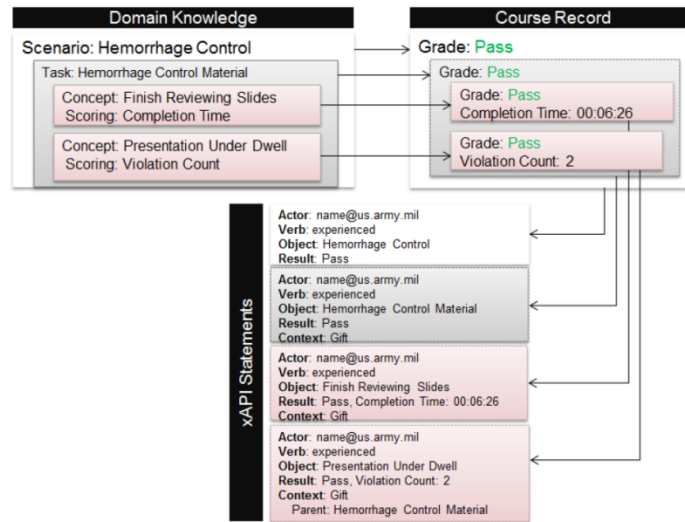 Domain Knowledge
Scenario: Hemorrhage Control
Task: Hemorrhage Control Material
Concept: Finish Reviewing Slides
Scoring: Completion Time
Concept: Presentation Under Dwell
Scoring: Violation Count
Course Record
Grade: Pass
Grade: Pass
Grade: Pass
Completion Time: 00:06:26
Grade: Pass
Violation Count: 2
xAPI Statements
Actor: name@us.army.mil
Verb: experienced
Object: Hemorrhage Control
Result: Pass
Actor: name@us.army.mil
Verb: experienced
Object: Hemorrhage Control Material
Result: Pass
Context: Gift
Actor: name@us.army.mil
Verb: experienced
Object: Finish Reviewing Slides
Result: Pass, Completion Time: 00:06:26
Context: Gift
Actor: name@us.army.mil
Verb: experienced
Object: Presentation Under Dwell
Result: Pass, Violation Count: 2
Context: Gift
Parent: Hemorrhage Control Material